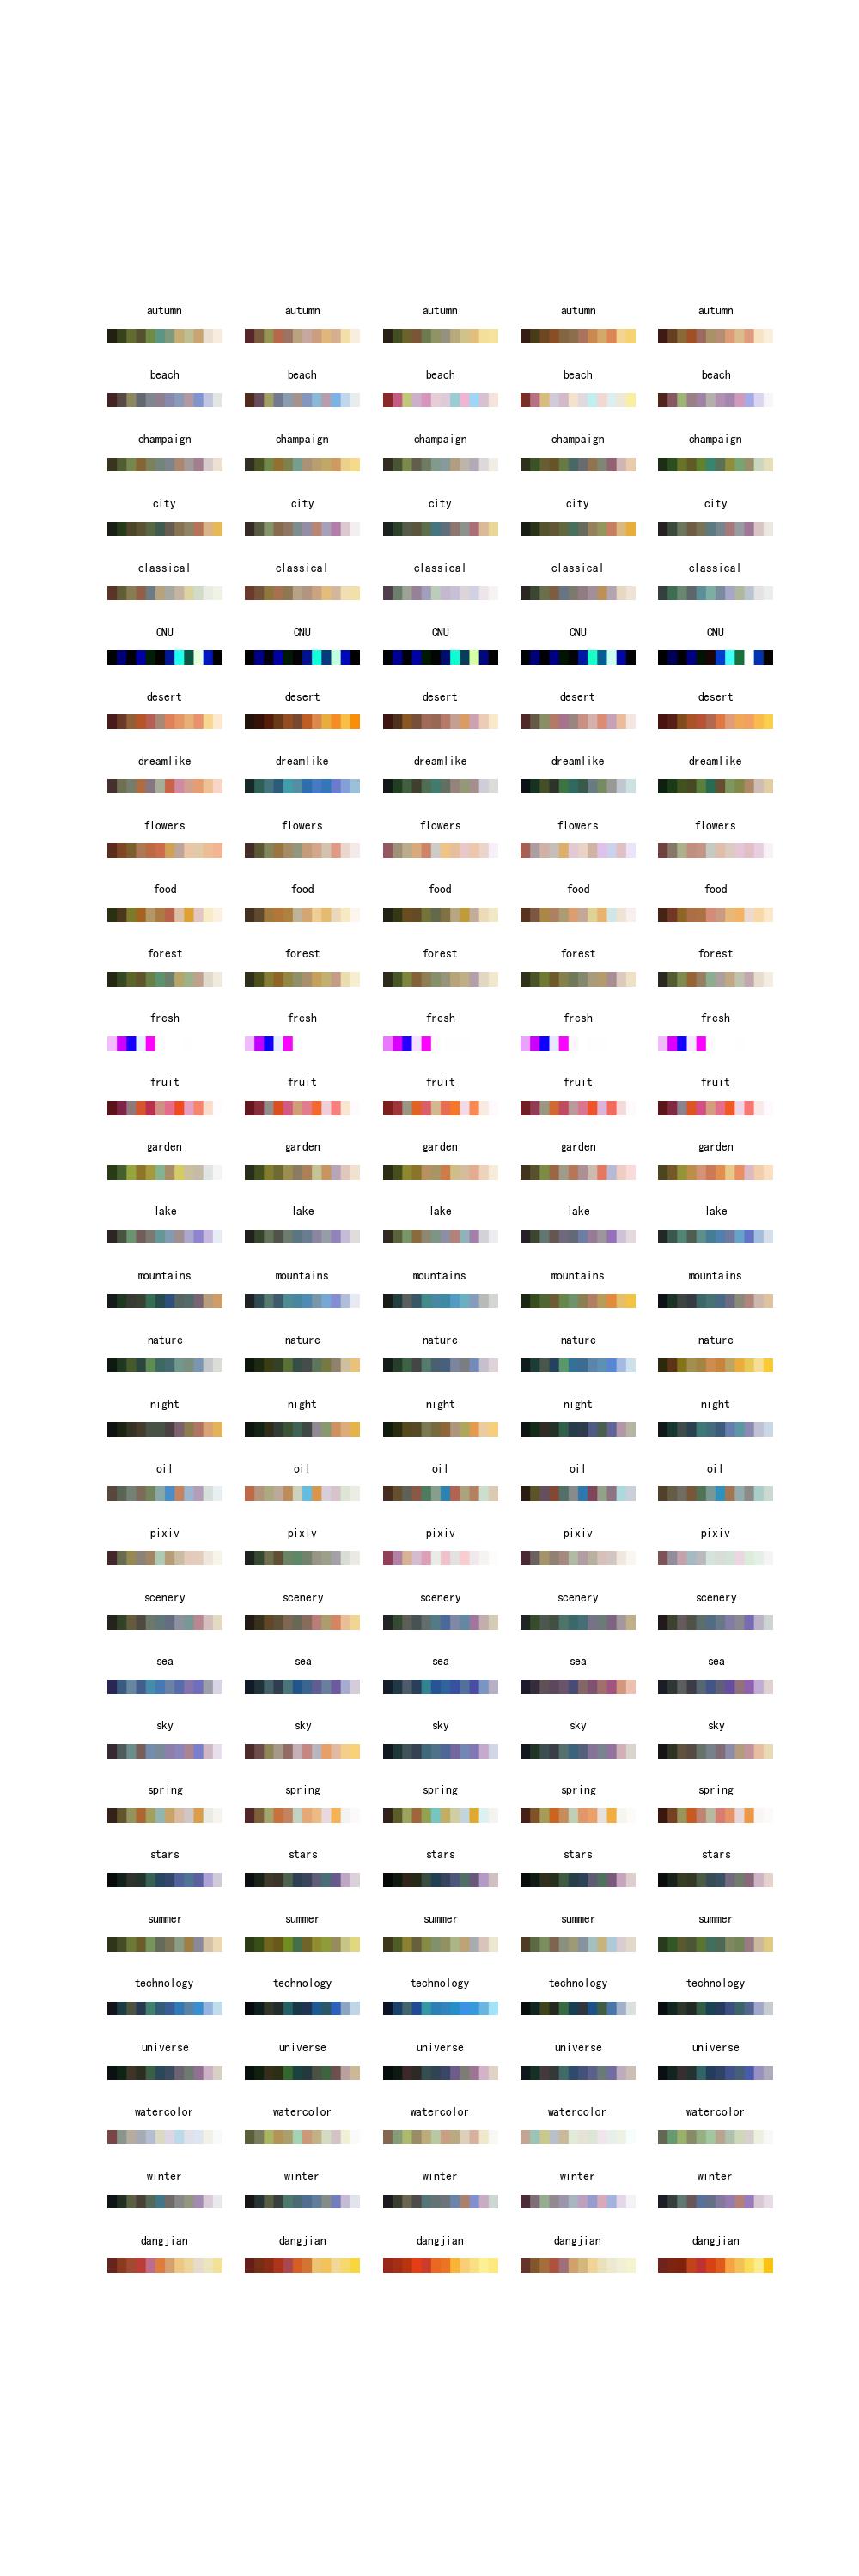 autumn autumn autumn autumn autumn
beach beach beach beach beach
champaign champaign champaign champaign champaign
city city city city city
classical classical classical classical classical
CNU CNU CNU CNU CNU
desert desert desert desert desert
dreamlike dreamlike dreamlike dreamlike dreamlike
flowers flowers flowers flowers flowers
food food food food food
forest forest forest forest forest
fresh fresh fresh fresh fresh
fruit fruit fruit fruit fruit
garden garden garden garden garden
lake lake lake lake lake
mountains mountains mountains mountains mountains
nature nature nature nature nature
night night night night night
oil oil oil oil oil
pixiv pixiv pixiv pixiv pixiv
scenery scenery scenery scenery scenery
sea sea sea sea sea
sky sky sky sky sky
spring spring spring spring spring
stars stars stars stars stars
summer summer summer summer summer
technology technology technology technology technology
universe universe universe universe universe
watercolor watercolor watercolor watercolor watercolor
winter winter winter winter winter
dangjian dangjian dangjian dangjian dangjian